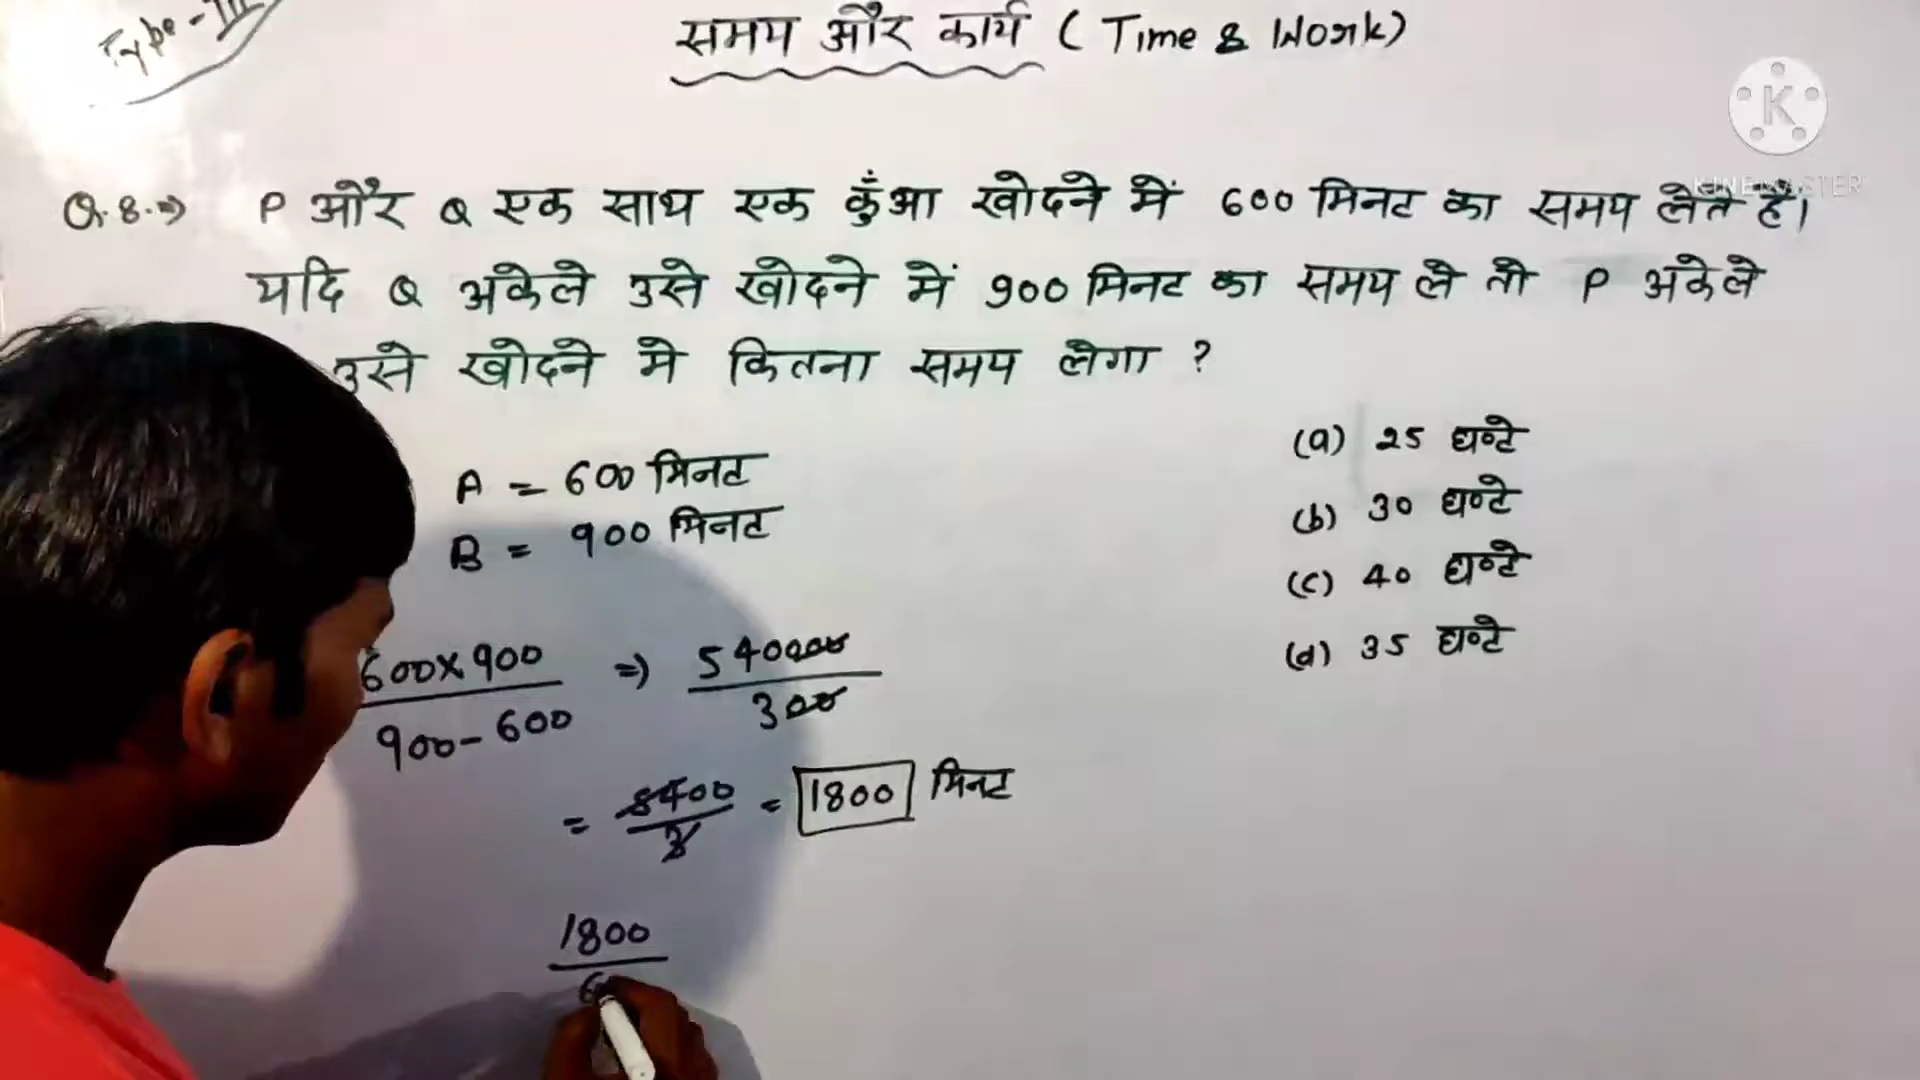 Type-III
समय और कार्य ( Time & Work)
KINEMASTER
Q.8.⇒ P और Q एक साथ एक कुँआ खोदने में 600 मिनट का समय लेते है।
यदि Q अकेले उसे खोदने में 900 मिनट का समय ले तो P अकेले
उसे खोदने मे कितना समय लेगा ?
(a) 25 घण्टे
(b) 30 घण्टे
(c) 40 घण्टे
(d) 35 घण्टे
A = 600 मिनट
B = 900 मिनट
600×900 / 900-600 ⇒ 540000 / 300
= 5400 / 3 = 1800 मिनट
1800 / 6